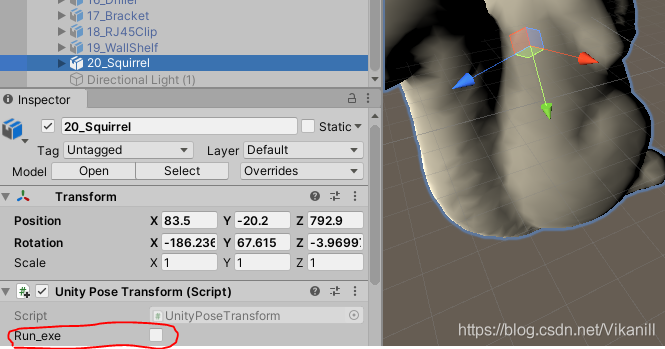 16_Driller
17_Bracket
18_RJ45Clip
19_WallShelf
20_Squirrel
Directional Light (1)
Inspector
20_Squirrel
Static
Tag Untagged Layer Default
Model Open Select Overrides
Transform
Position X 83.5 Y -20.2 Z 792.9
Rotation X -186.236 Y 67.615 Z -3.9699
Scale X 1 Y 1 Z 1
Unity Pose Transform (Script)
Script UnityPoseTransform
Run_exe
https://blog.csdn.net/Vikanill